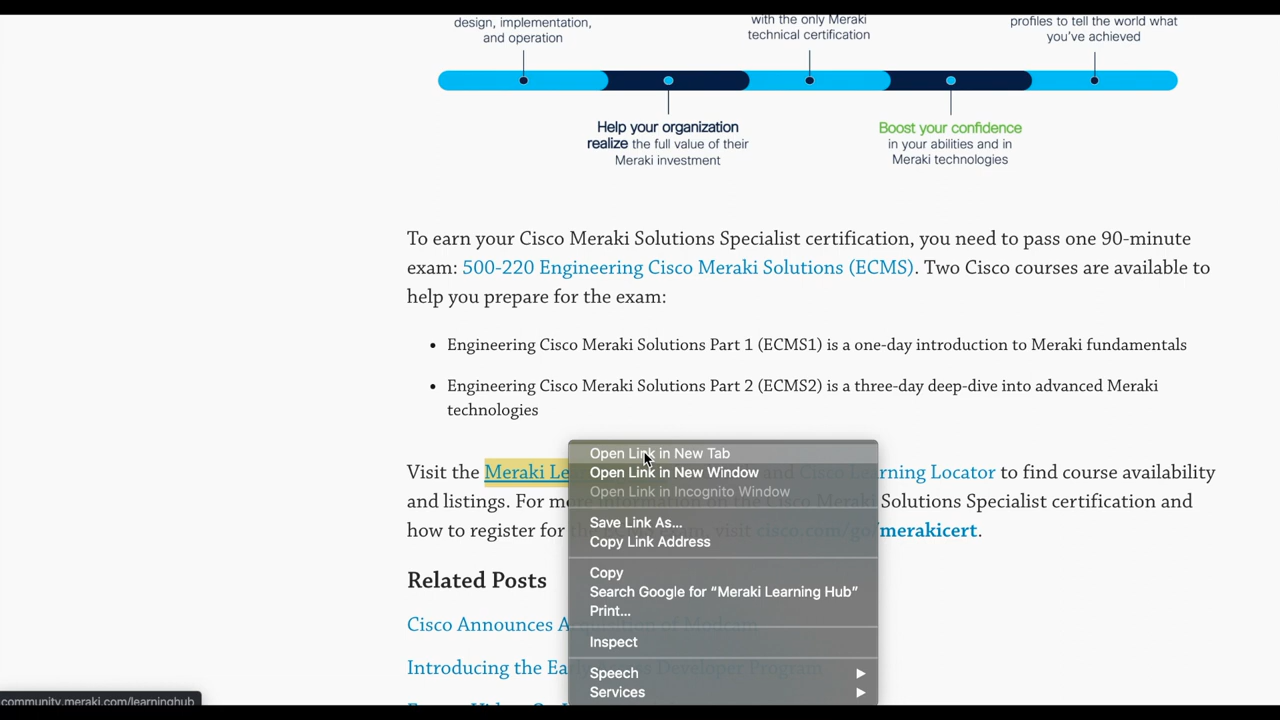 design, implementation,
and operation
with the only Meraki
technical certification
profiles to tell the world what
you've achieved
Help your organization
realize the full value of their
Meraki investment
Boost your confidence
in your abilities and in
Meraki technologies
To earn your Cisco Meraki Solutions Specialist certification, you need to pass one 90-minute
exam: 500-220 Engineering Cisco Meraki Solutions (ECMS). Two Cisco courses are available to
help you prepare for the exam:
• Engineering Cisco Meraki Solutions Part 1 (ECMS1) is a one-day introduction to Meraki fundamentals
• Engineering Cisco Meraki Solutions Part 2 (ECMS2) is a three-day deep-dive into advanced Meraki
technologies
Visit the Meraki Le Learning Locator to find course availability
and listings. For Solutions Specialist certification and
how to register for visit cisco.com/go/merakicert.
Related Posts
Cisco Announces Acquisition of Modcam
Introducing the Developer Program
Open Link in New Tab
Open Link in New Window
Open Link in Incognito Window
Save Link As...
Copy Link Address
Copy
Search Google for “Meraki Learning Hub”
Print...
Inspect
Speech
Services
community.meraki.com/learninghub